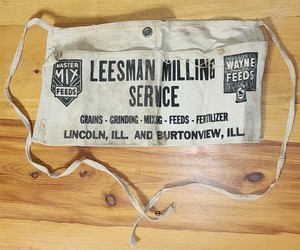 MASTER
MIX
FEEDS
LEESMAN MILLING
SERVICE
WAYNE
FEEDS
GRAINS - GRINDING - MIXING - FEEDS - FERTILIZER
LINCOLN, ILL. AND BURTONVIEW, ILL.